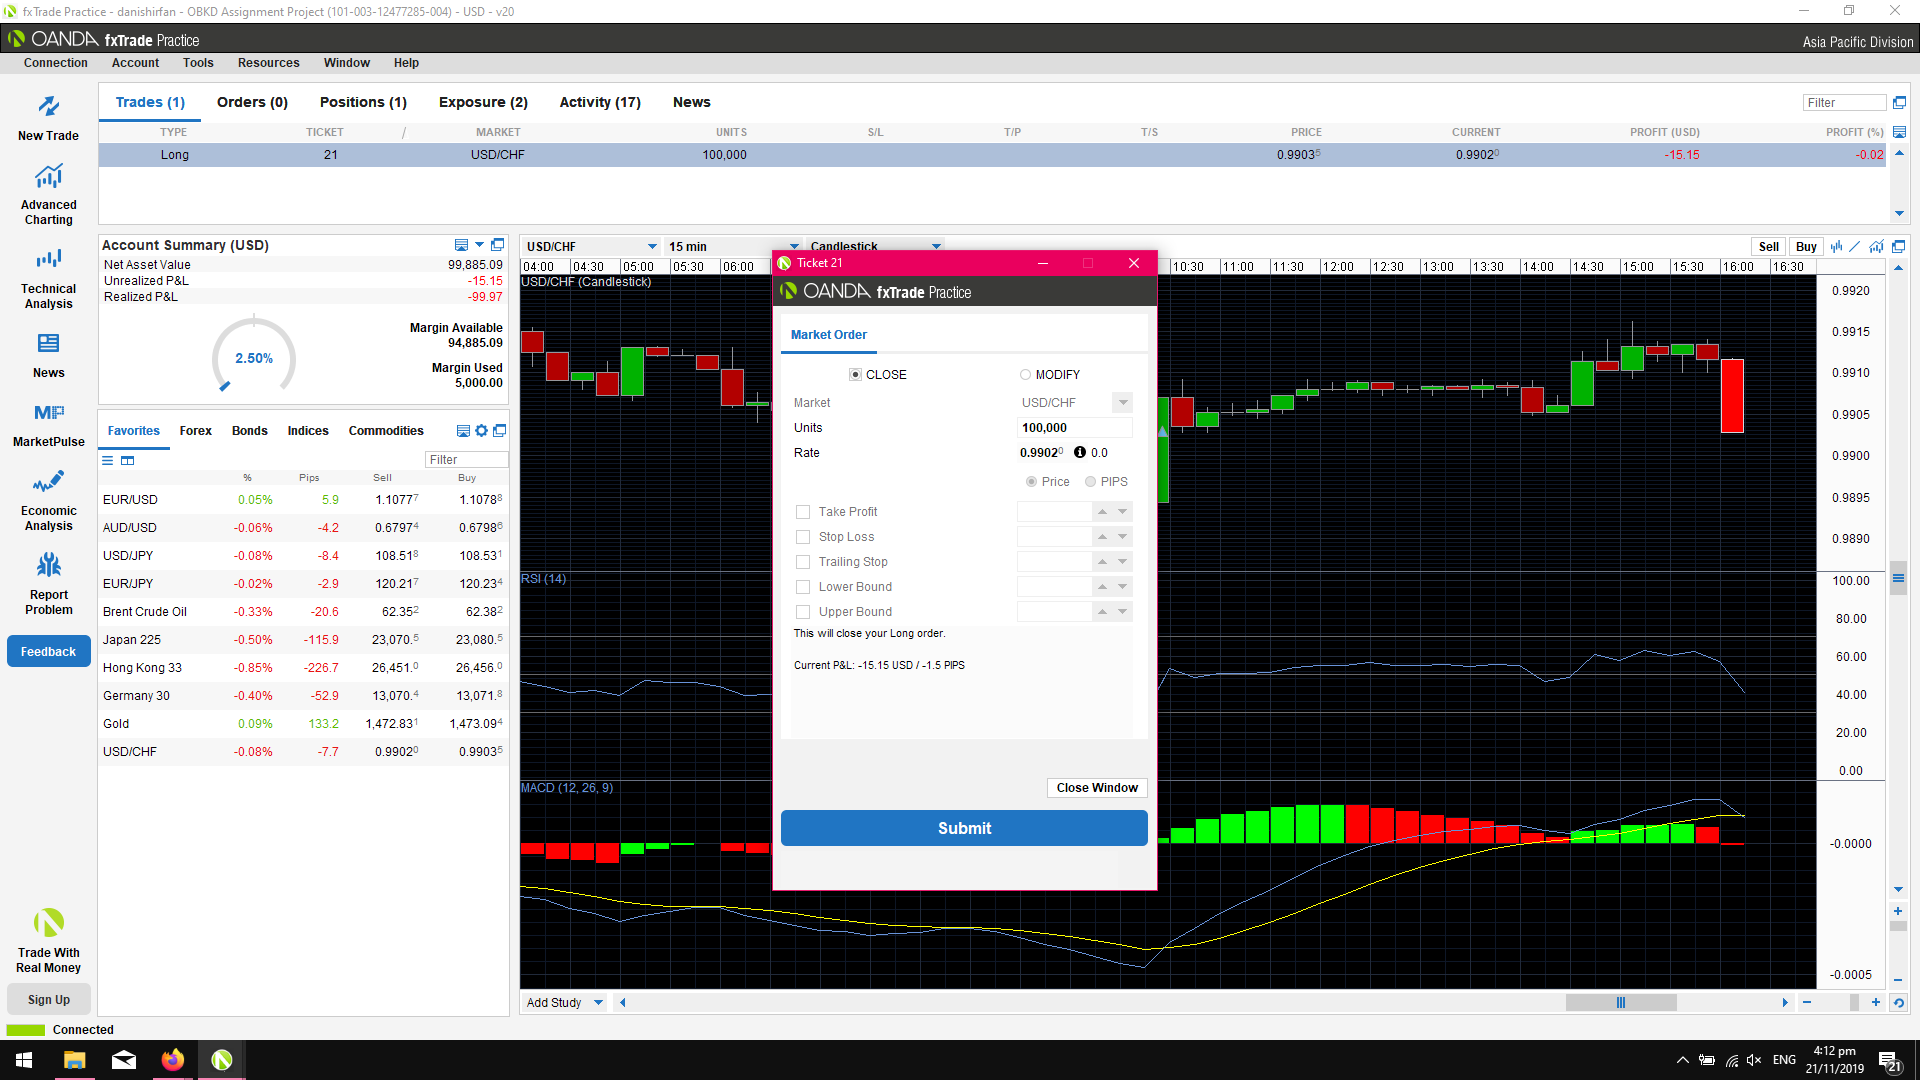 fxTrade Practice - danishirfan - OBKD Assignment Project (101-003-12477285-004) - USD - v20
OANDA fxTrade Practice
Asia Pacific Division
Connection Account Tools Resources Window Help
New Trade
Advanced Charting
Technical Analysis
News
MarketPulse
Economic Analysis
Report Problem
Feedback
Trade With Real Money
Sign Up
Connected
Trades (1) Orders (0) Positions (1) Exposure (2) Activity (17) News
Filter
TYPE TICKET / MARKET UNITS S/L T/P T/S PRICE CURRENT PROFIT (USD) PROFIT (%)
Long 21 USD/CHF 100,000 0.99035 0.99020 -15.15 -0.02
Account Summary (USD)
Net Asset Value 99,885.09
Unrealized P&L -15.15
Realized P&L -99.97
2.50%
Margin Available
94,885.09
Margin Used
5,000.00
Favorites Forex Bonds Indices Commodities
Filter
% Pips Sell Buy
EUR/USD 0.05% 5.9 1.10777 1.10788
AUD/USD -0.06% -4.2 0.67974 0.67986
USD/JPY -0.08% -8.4 108.518 108.531
EUR/JPY -0.02% -2.9 120.217 120.234
Brent Crude Oil -0.33% -20.6 62.352 62.382
Japan 225 -0.50% -115.9 23,070.5 23,080.5
Hong Kong 33 -0.85% -226.7 26,451.0 26,456.0
Germany 30 -0.40% -52.9 13,070.4 13,071.8
Gold 0.09% 133.2 1,472.831 1,473.094
USD/CHF -0.08% -7.7 0.99020 0.99035
USD/CHF 15 min Candlestick
Sell Buy
04:00 04:30 05:00 05:30 06:00
10:30 11:00 11:30 12:00 12:30 13:00 13:30 14:00 14:30 15:00 15:30 16:00 16:30
USD/CHF (Candlestick)
0.9920
0.9915
0.9910
0.9905
0.9900
0.9895
0.9890
RSI (14)
100.00
80.00
60.00
40.00
20.00
0.00
MACD (12, 26, 9)
-0.0000
-0.0005
Add Study
Ticket 21
OANDA fxTrade Practice
Market Order
CLOSE MODIFY
Market USD/CHF
Units 100,000
Rate 0.99020 0.0
Price PIPS
Take Profit
Stop Loss
Trailing Stop
Lower Bound
Upper Bound
This will close your Long order.
Current P&L: -15.15 USD / -1.5 PIPS
Close Window
Submit
ENG
4:12 pm
21/11/2019
21